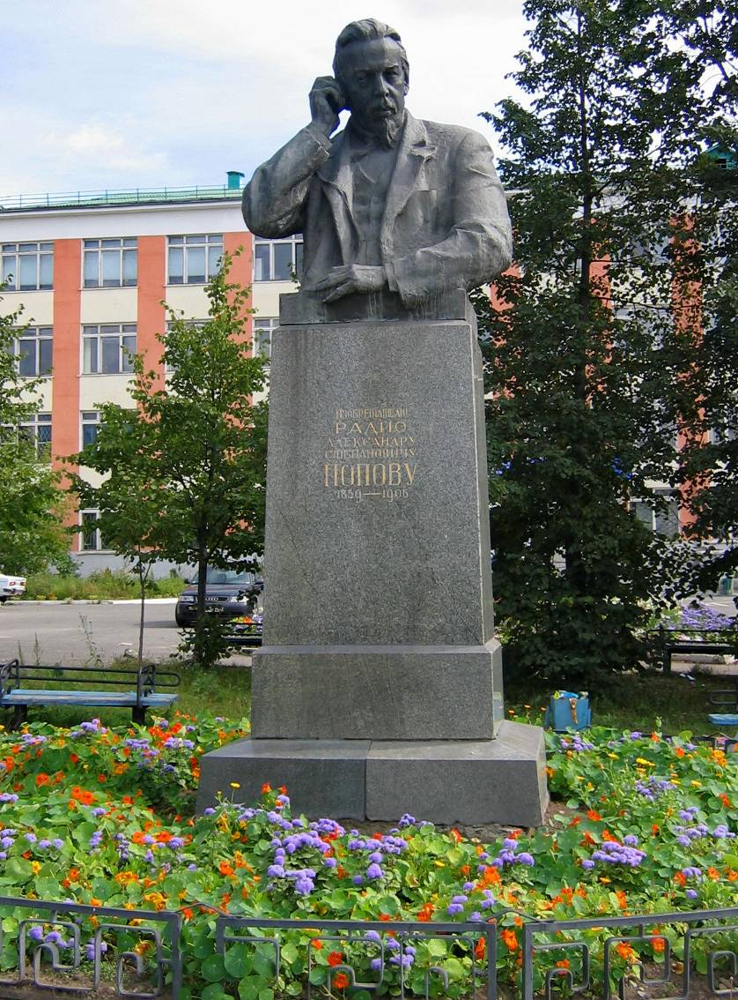 ИЗОБРЕТАТЕЛЮ
РАДИО
АЛЕКСАНДРУ
СТЕПАНОВИЧУ
ПОПОВУ
1859—1906